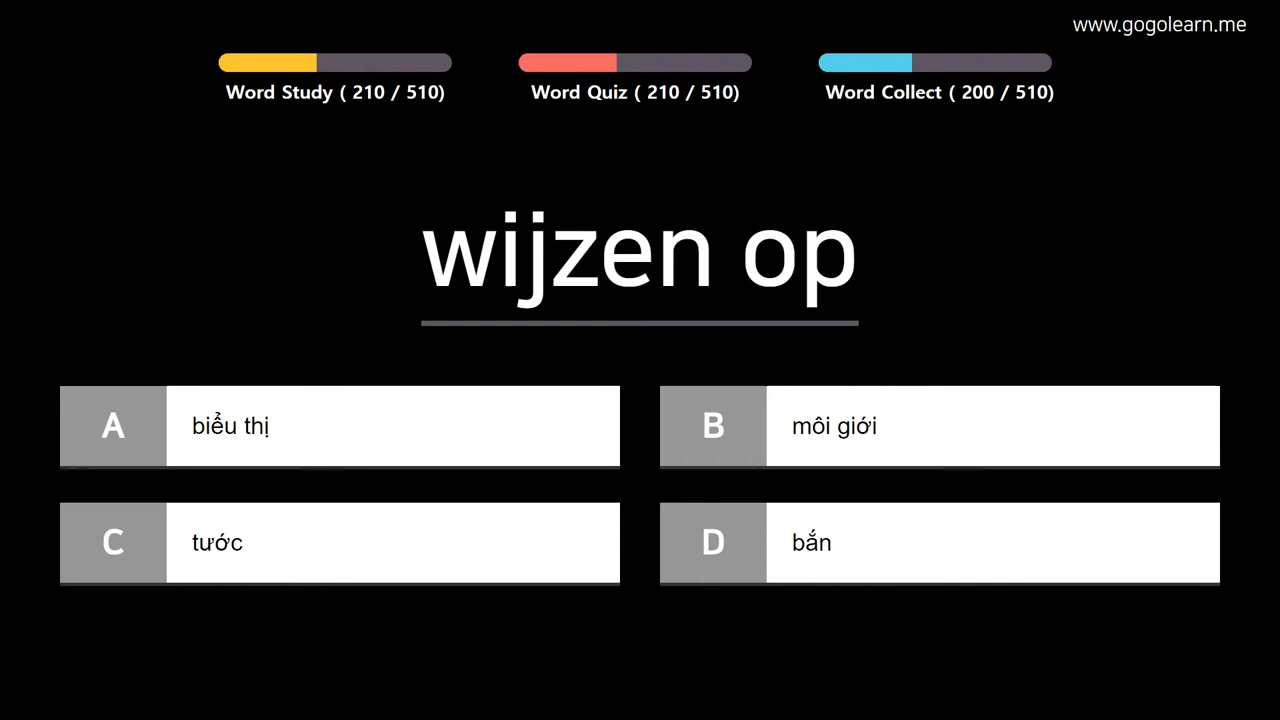 www.gogolearn.me
Word Study ( 210 / 510)
Word Quiz ( 210 / 510)
Word Collect ( 200 / 510)
wijzen op
A biểu thị
B môi giới
C tước
D bắn